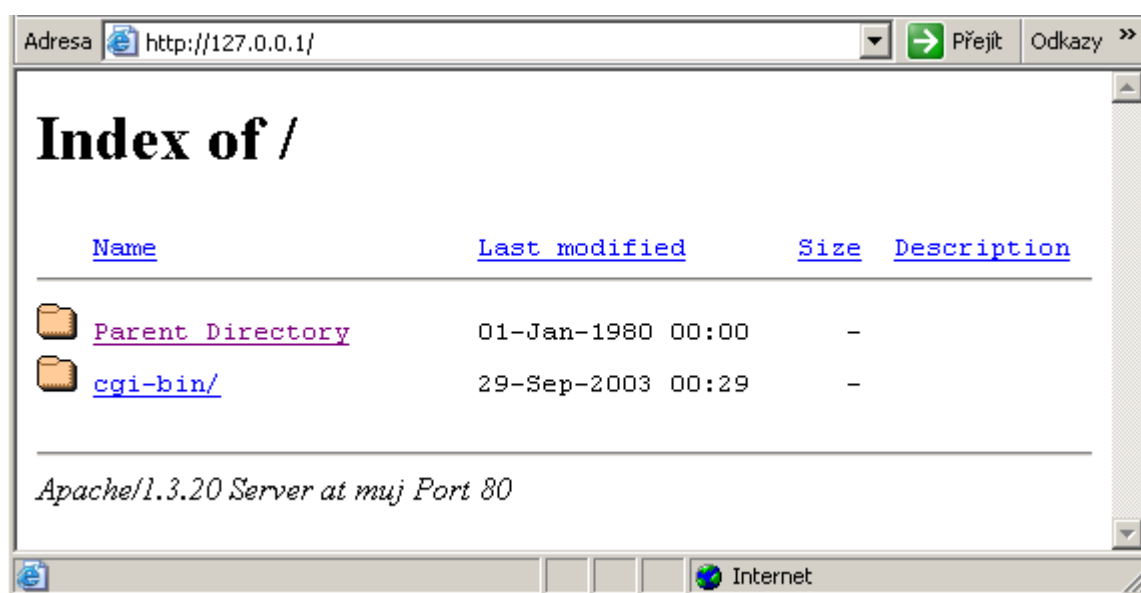 Adresa http://127.0.0.1/ Přejít Odkazy »
Index of /
Name Last modified Size Description
Parent Directory 01-Jan-1980 00:00 -
cgi-bin/ 29-Sep-2003 00:29 -
Apache/1.3.20 Server at muj Port 80
Internet